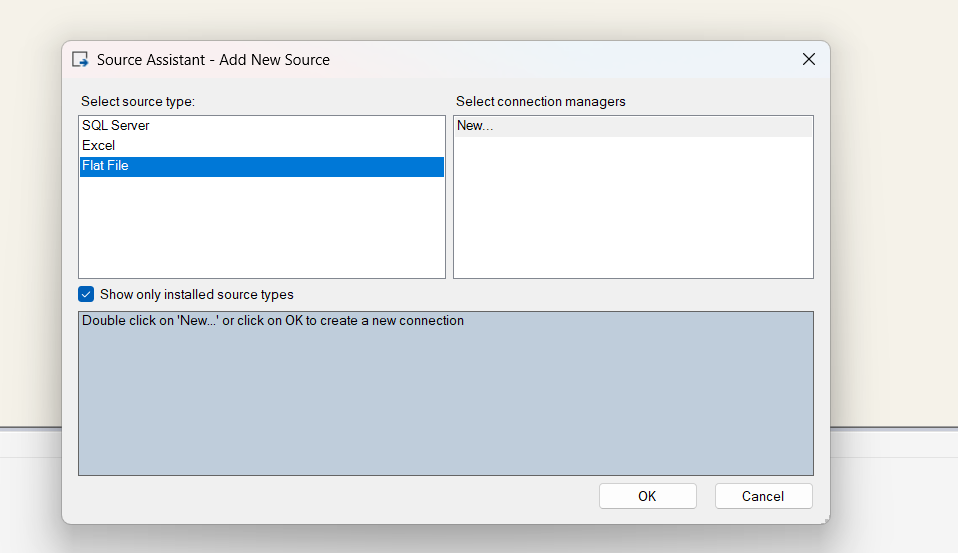 Source Assistant - Add New Source
Select source type:
SQL Server
Excel
Flat File
Select connection managers
New...
Show only installed source types
Double click on 'New...' or click on OK to create a new connection
OK
Cancel